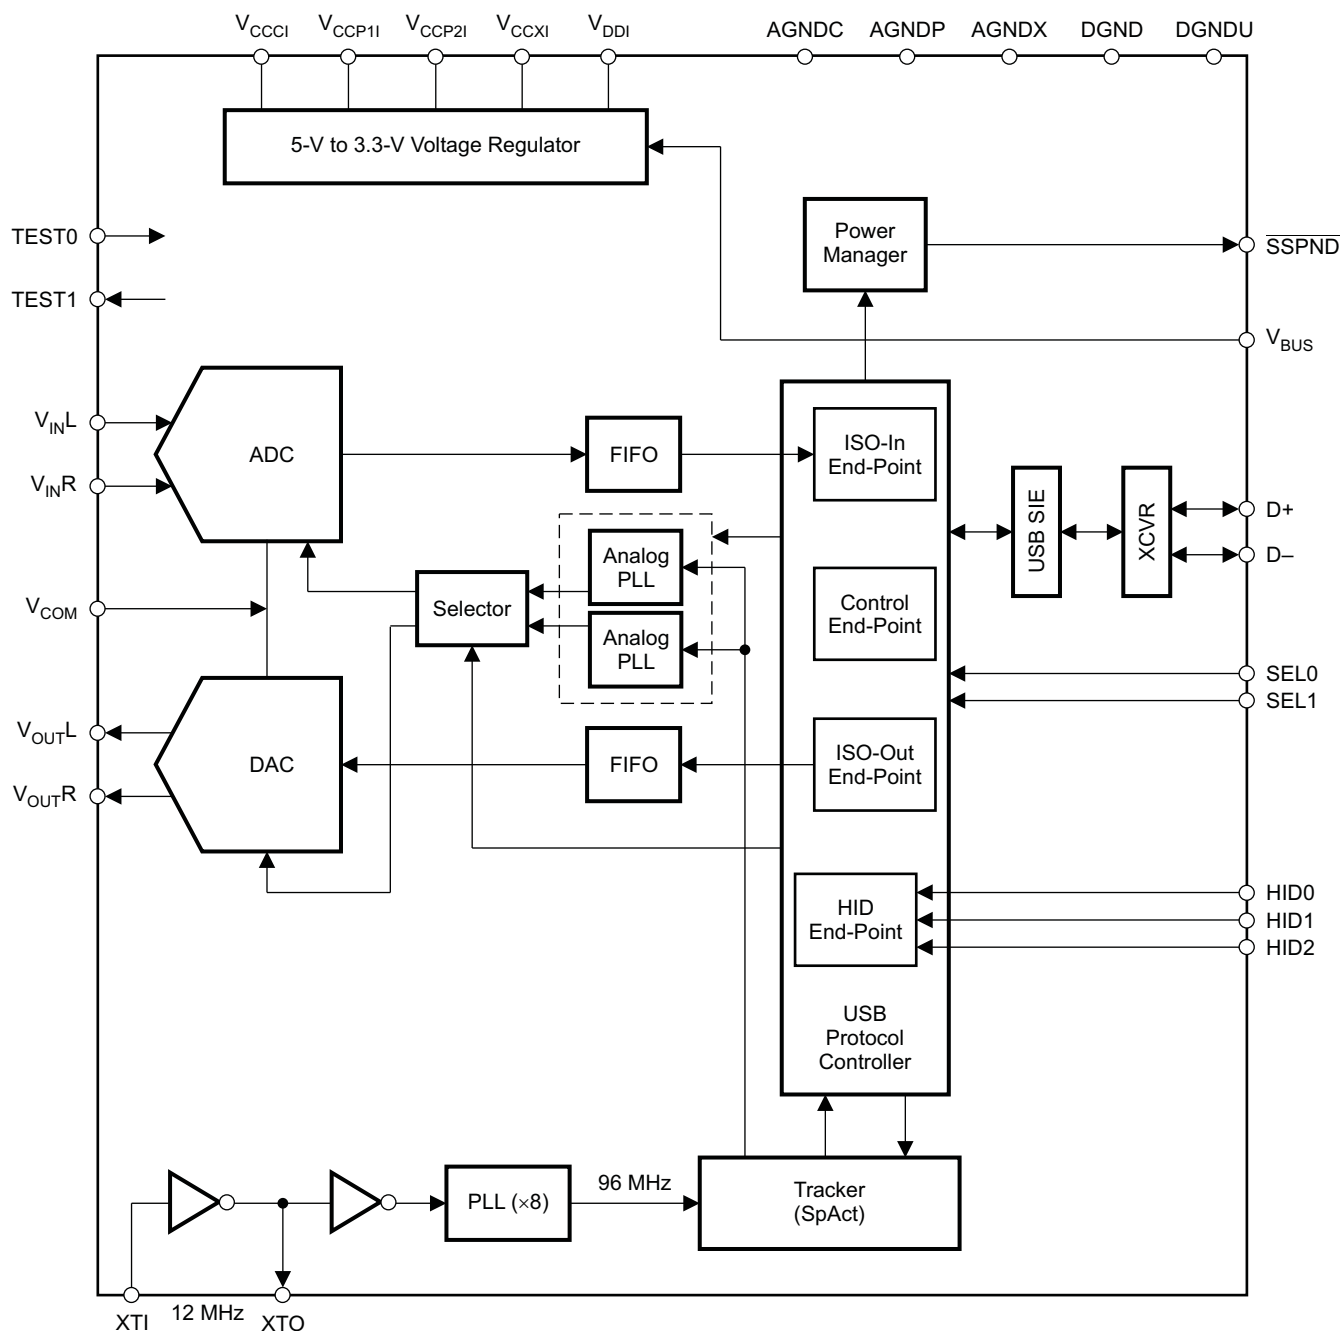 VCCCI VCCP1I VCCP2I VCCXI VDDI AGNDC AGNDP AGNDX DGND DGNDU
5-V to 3.3-V Voltage Regulator
TEST0
Power
Manager
SSPND
TEST1
VBUS
VINL
ADC
FIFO
ISO-In
End-Point
VINR
USB SIE
XCVR
D+
D–
Analog
PLL
Selector
VCOM
Control
End-Point
Analog
PLL
SEL0
SEL1
VOUTL
DAC
FIFO
ISO-Out
End-Point
VOUTR
HID
End-Point
HID0
HID1
HID2
USB
Protocol
Controller
PLL (×8)
96 MHz
Tracker
(SpAct)
XTI
12 MHz
XTO